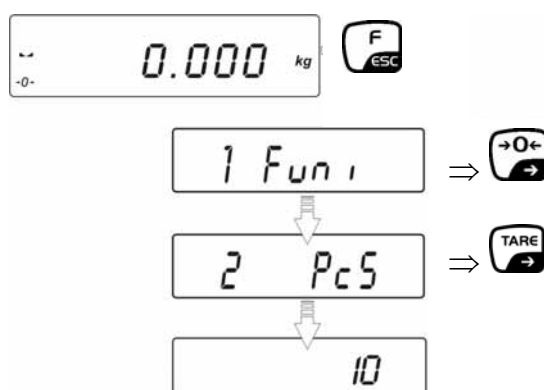 0.000 kg
-0-
F
ESC
1 Funi
⇒ →0←
→
2 PcS
⇒ TARE
→
10